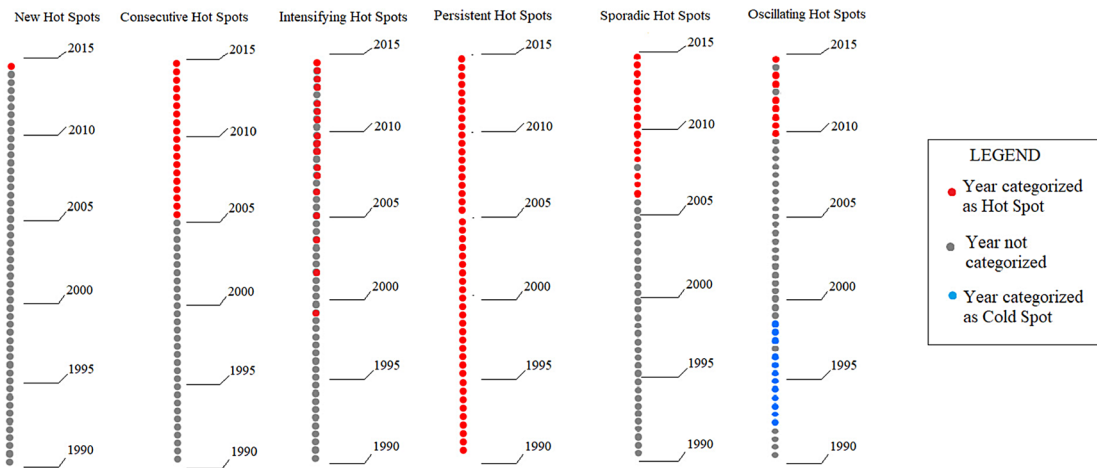 New Hot Spots
Consecutive Hot Spots
Intensifying Hot Spots
Persistent Hot Spots
Sporadic Hot Spots
Oscillating Hot Spots
2015
2010
2005
2000
1995
1990
2015
2010
2005
2000
1995
1990
2015
2010
2005
2000
1995
1990
2015
2010
2005
2000
1995
1990
2015
2010
2005
2000
1995
1990
2015
2010
2005
2000
1995
1990
LEGEND
Year categorized
as Hot Spot
Year not
categorized
Year categorized
as Cold Spot